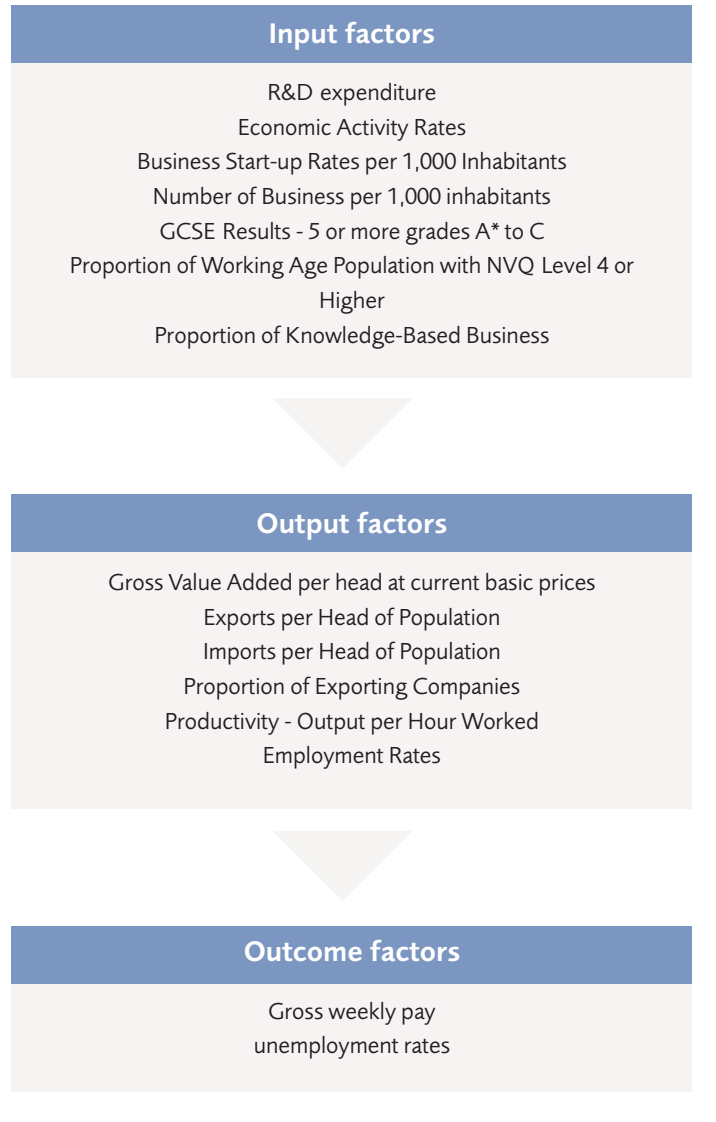 Input factors
R&D expenditure
Economic Activity Rates
Business Start-up Rates per 1,000 Inhabitants
Number of Business per 1,000 inhabitants
GCSE Results - 5 or more grades A* to C
Proportion of Working Age Population with NVQ Level 4 or
Higher
Proportion of Knowledge-Based Business
Output factors
Gross Value Added per head at current basic prices
Exports per Head of Population
Imports per Head of Population
Proportion of Exporting Companies
Productivity - Output per Hour Worked
Employment Rates
Outcome factors
Gross weekly pay
unemployment rates